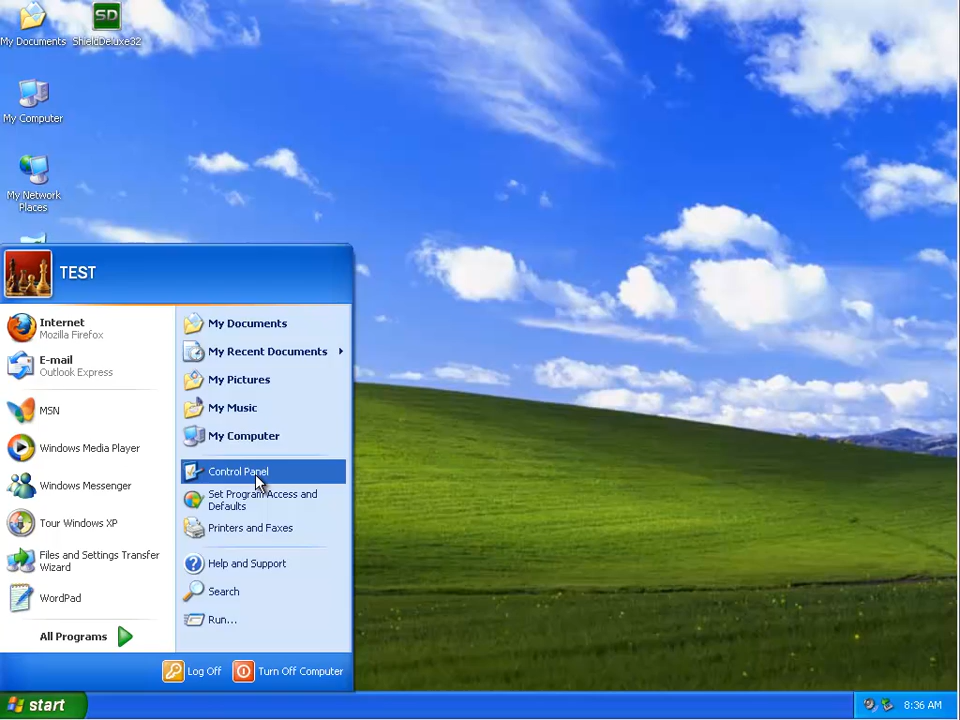 SD
My Documents
ShieldDeluxe32
My Computer
My Network
Places
TEST
Internet
Mozilla Firefox
E-mail
Outlook Express
MSN
Windows Media Player
Windows Messenger
Tour Windows XP
Files and Settings Transfer
Wizard
WordPad
All Programs
My Documents
My Recent Documents
My Pictures
My Music
My Computer
Control Panel
Set Program Access and
Defaults
Printers and Faxes
Help and Support
Search
Run...
Log Off
Turn Off Computer
start
8:36 AM